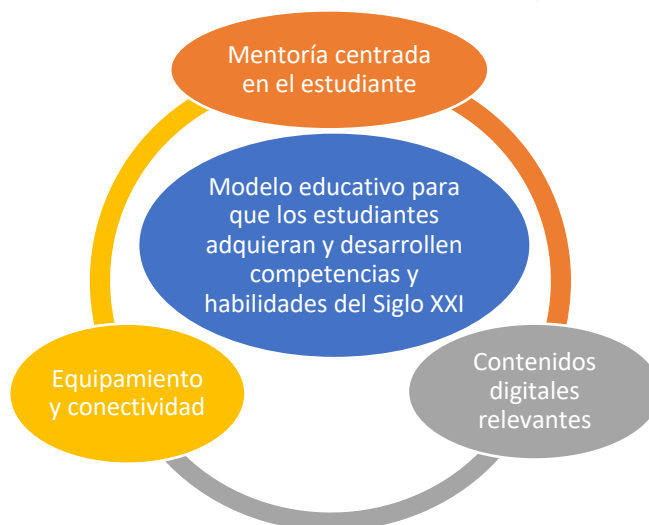 Mentoría centrada
en el estudiante
Modelo educativo para
que los estudiantes
adquieran y desarrollen
competencias y
habilidades del Siglo XXI
Equipamiento
y conectividad
Contenidos
digitales
relevantes